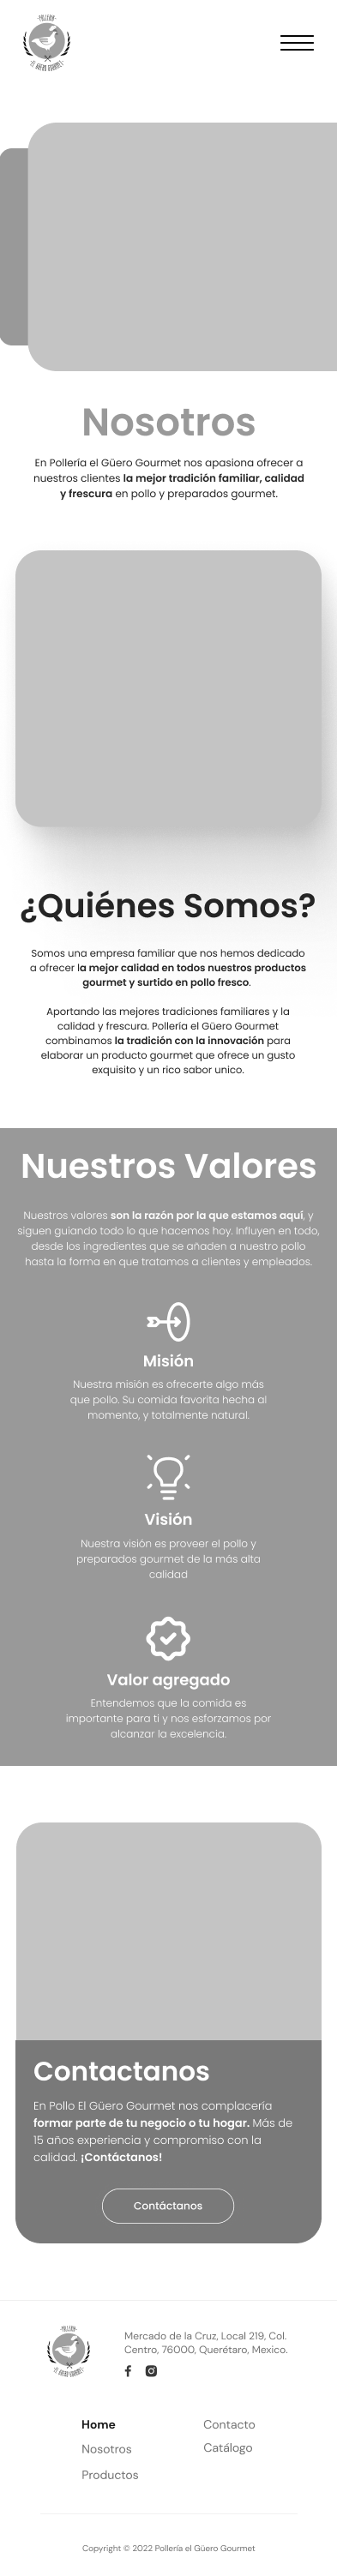 POLLERÍA
EL GÜERO GOURMET
Nosotros
En Pollería el Güero Gourmet nos apasiona ofrecer a
nuestros clientes la mejor tradición familiar, calidad
y frescura en pollo y preparados gourmet.
¿Quiénes Somos?
Somos una empresa familiar que nos hemos dedicado
a ofrecer la mejor calidad en todos nuestros productos
gourmet y surtido en pollo fresco.
Aportando las mejores tradiciones familiares y la
calidad y frescura. Pollería el Güero Gourmet
combinamos la tradición con la innovación para
elaborar un producto gourmet que ofrece un gusto
exquisito y un rico sabor unico.
Nuestros Valores
Nuestros valores son la razón por la que estamos aquí, y
siguen guiando todo lo que hacemos hoy. Influyen en todo,
desde los ingredientes que se añaden a nuestro pollo
hasta la forma en que tratamos a clientes y empleados.
Misión
Nuestra misión es ofrecerte algo más
que pollo. Su comida favorita hecha al
momento, y totalmente natural.
Visión
Nuestra visión es proveer el pollo y
preparados gourmet de la más alta
calidad
Valor agregado
Entendemos que la comida es
importante para ti y nos esforzamos por
alcanzar la excelencia.
Contactanos
En Pollo El Güero Gourmet nos complacería
formar parte de tu negocio o tu hogar. Más de
15 años experiencia y compromiso con la
calidad. ¡Contáctanos!
Contáctanos
POLLERÍA
EL GÜERO GOURMET
Mercado de la Cruz, Local 219, Col.
Centro, 76000, Querétaro, Mexico.
Home
Contacto
Nosotros
Catálogo
Productos
Copyright © 2022 Pollería el Güero Gourmet